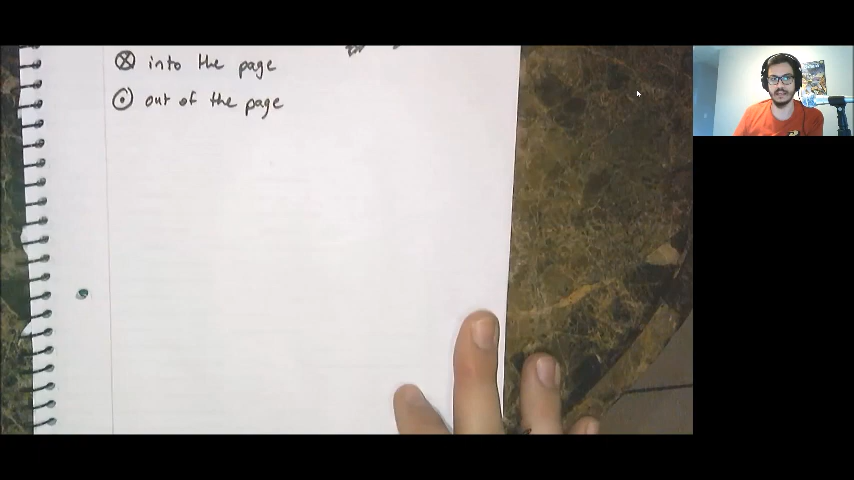 ⊗ into the page
⊙ out of the page